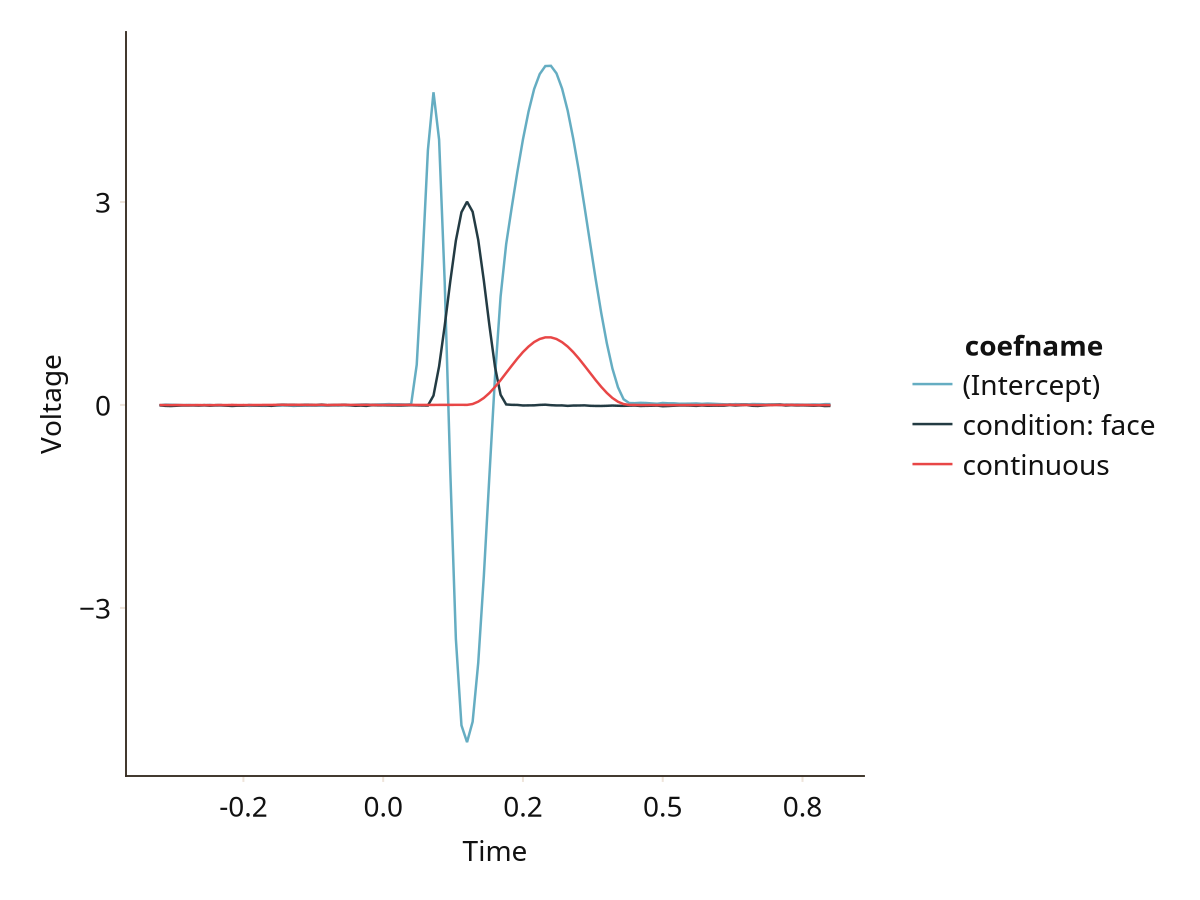 Voltage
3
0
−3
-0.2
0.0
0.2
0.5
0.8
Time
coefname
(Intercept)
condition: face
continuous